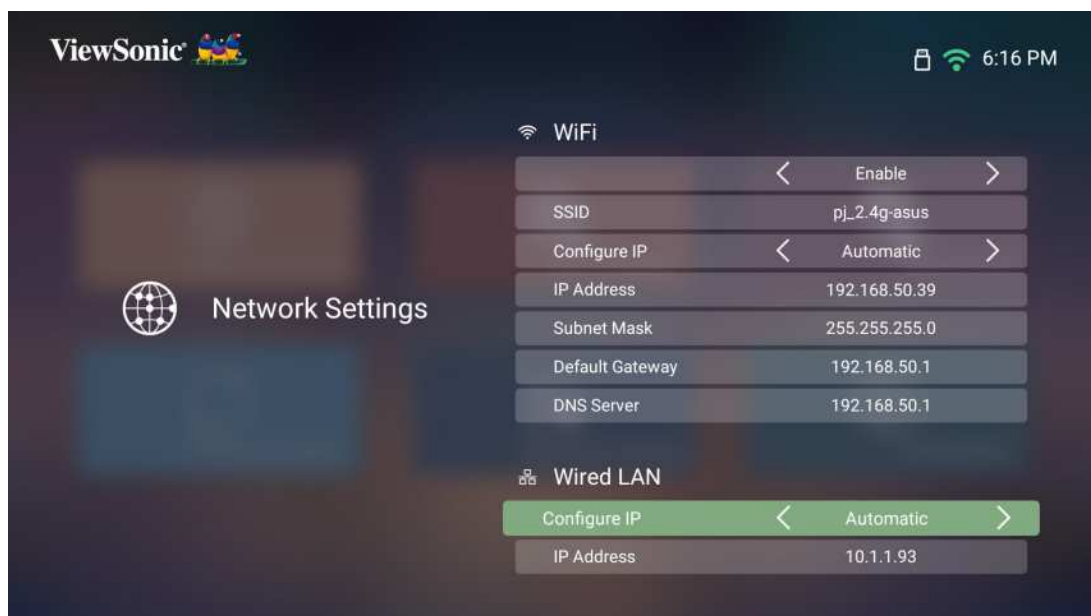 ViewSonic
6:16 PM
WiFi
Enable
SSID pj_2.4g-asus
Configure IP Automatic
IP Address 192.168.50.39
Subnet Mask 255.255.255.0
Default Gateway 192.168.50.1
DNS Server 192.168.50.1
Network Settings
Wired LAN
Configure IP Automatic
IP Address 10.1.1.93